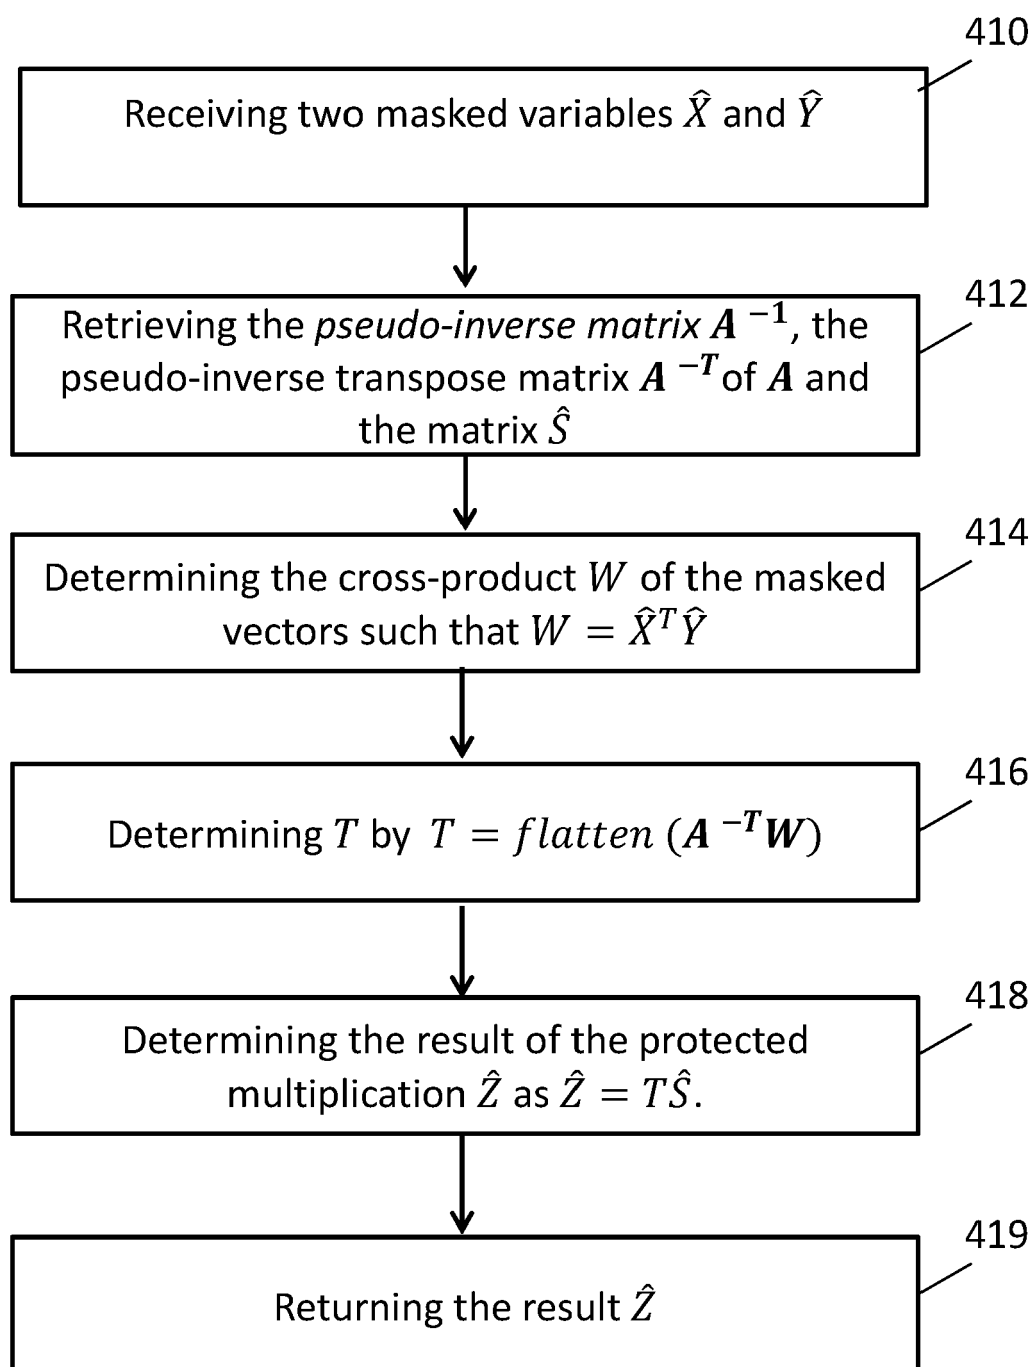 410
Receiving two masked variables X̂ and Ŷ
412
Retrieving the pseudo-inverse matrix A⁻¹, the
pseudo-inverse transpose matrix A⁻ᵀ of A and
the matrix Ŝ
414
Determining the cross-product W of the masked
vectors such that W = X̂ᵀŶ
416
Determining T by T = flatten (A⁻ᵀW)
418
Determining the result of the protected
multiplication Ẑ as Ẑ = TŜ.
419
Returning the result Ẑ